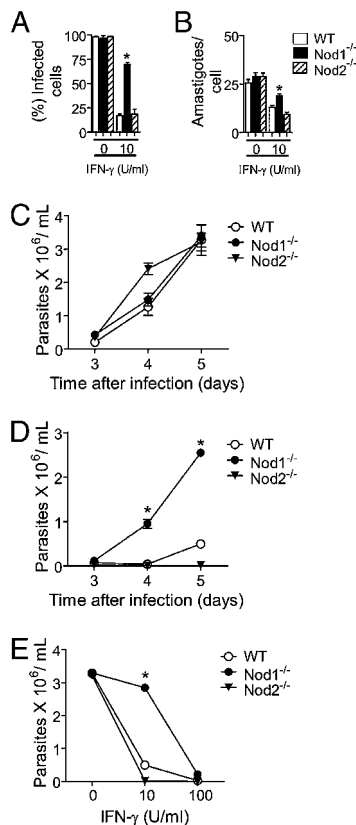 A
(%) Infected
cells
100
75
50
25
0
*
0 10
IFN-γ (U/ml)
B
Amastigotes/
cell
50
25
0
*
0 10
IFN-γ (U/ml)
WT
Nod1-/-
Nod2-/-
C
Parasites X 10⁶/ mL
4
3
2
1
0
3 4 5
Time after infection (days)
WT
Nod1-/-
Nod2-/-
D
Parasites X 10⁶/ mL
3
2
1
0
*
*
3 4 5
Time after infection (days)
WT
Nod1-/-
Nod2-/-
E
Parasites X 10⁶/ mL
4
3
2
1
0
*
0 10 100
IFN-γ (U/ml)
WT
Nod1-/-
Nod2-/-